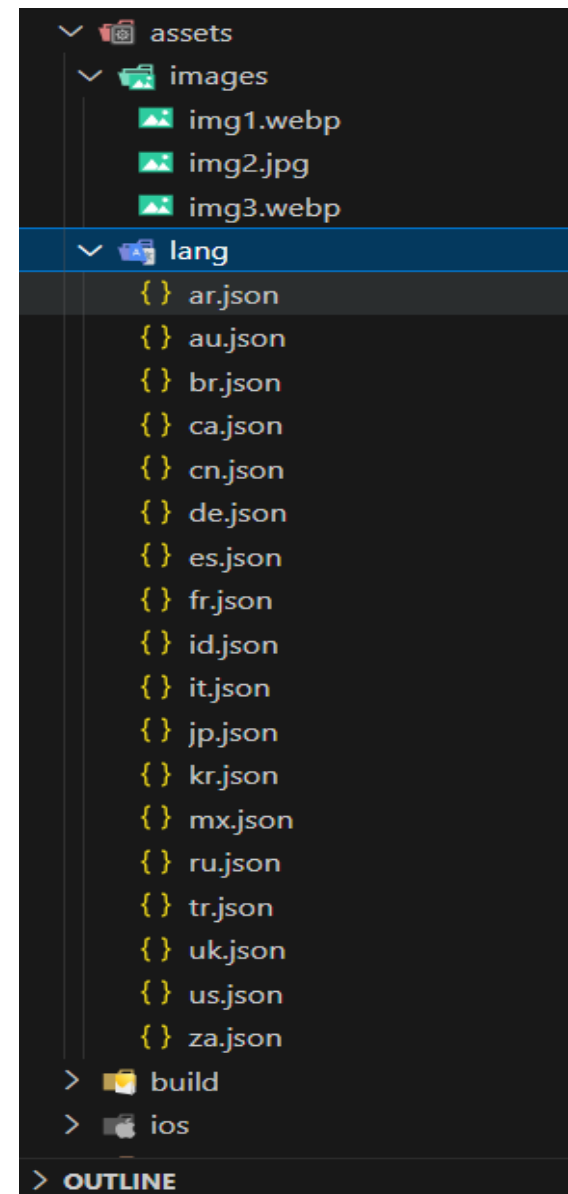 assets
images
img1.webp
img2.jpg
img3.webp
lang
{ } ar.json
{ } au.json
{ } br.json
{ } ca.json
{ } cn.json
{ } de.json
{ } es.json
{ } fr.json
{ } id.json
{ } it.json
{ } jp.json
{ } kr.json
{ } mx.json
{ } ru.json
{ } tr.json
{ } uk.json
{ } us.json
{ } za.json
build
ios
OUTLINE